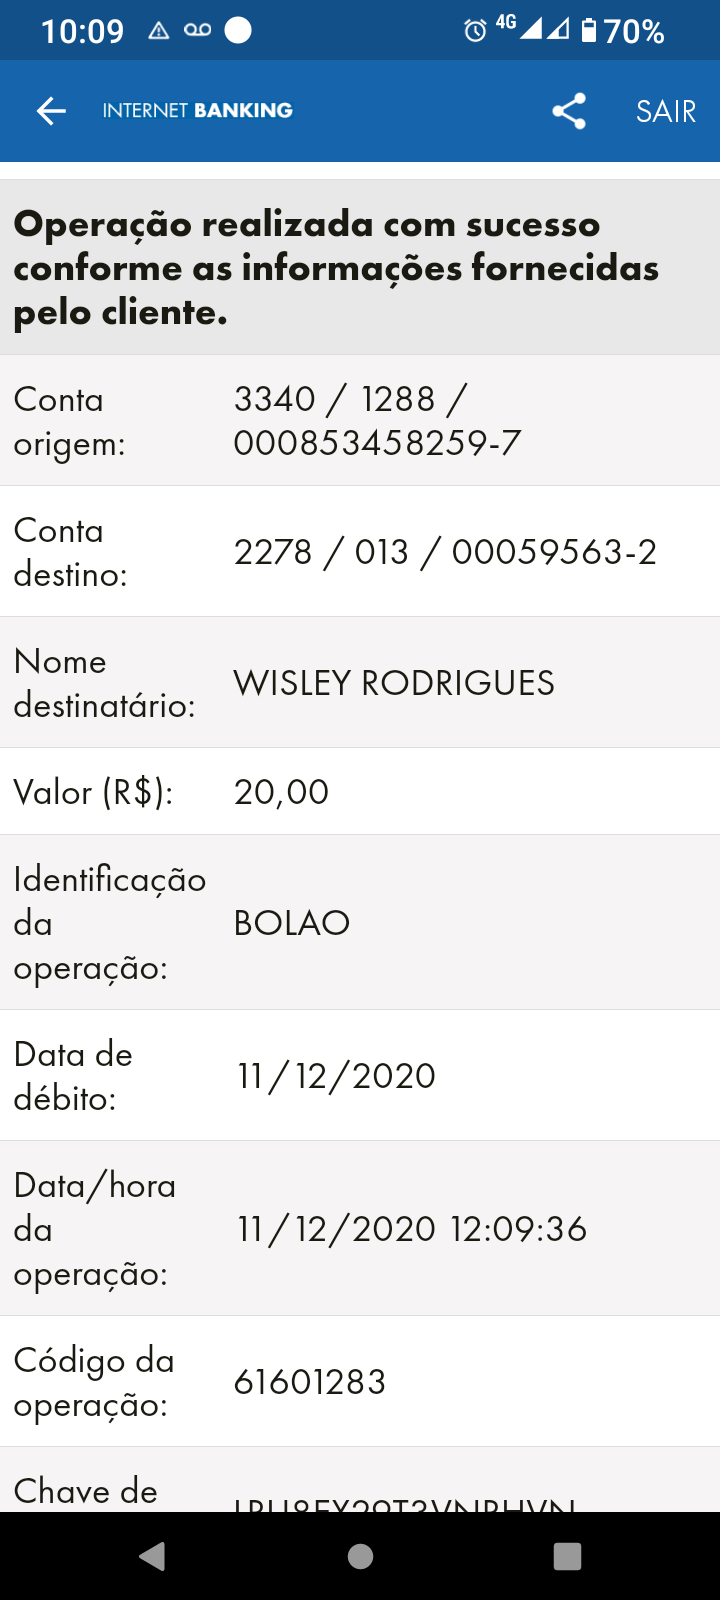 10:09 4G 70%
INTERNET BANKING SAIR
Operação realizada com sucesso
conforme as informações fornecidas
pelo cliente.
Conta
origem:
3340 / 1288 /
000853458259-7
Conta
destino:
2278 / 013 / 00059563-2
Nome
destinatário:
WISLEY RODRIGUES
Valor (R$): 20,00
Identificação
da
operação:
BOLAO
Data de
débito:
11/12/2020
Data/hora
da
operação:
11/12/2020 12:09:36
Código da
operação:
61601283
Chave de